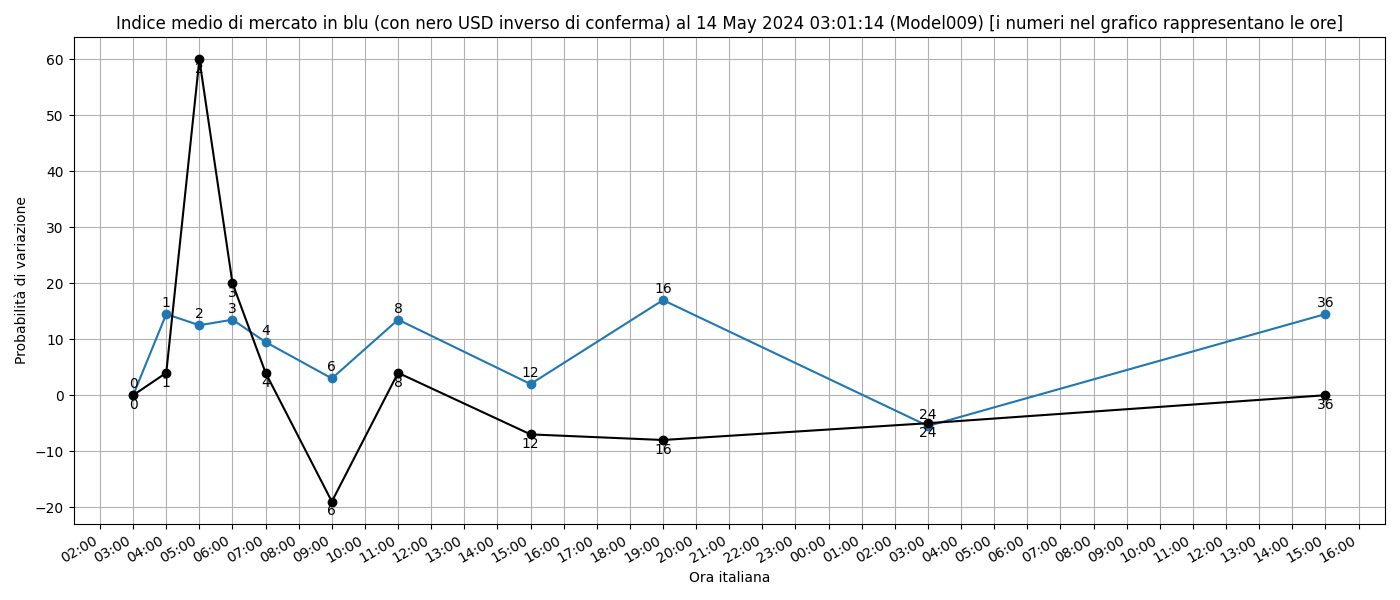 Indice medio di mercato in blu (con nero USD inverso di conferma) al 14 May 2024 03:01:14 (Model009) [i numeri nel grafico rappresentano le ore]
Probabilità di variazione
60
50
40
30
20
10
0
−10
−20
0 1 2 3 4 6 8 12 16 24 36
0 1 2 3 4 6 8 12 16 24 36
02:00 03:00 04:00 05:00 06:00 07:00 08:00 09:00 10:00 11:00 12:00 13:00 14:00 15:00 16:00 17:00 18:00 19:00 20:00 21:00 22:00 23:00 00:00 01:00 02:00 03:00 04:00 05:00 06:00 07:00 08:00 09:00 10:00 11:00 12:00 13:00 14:00 15:00 16:00
Ora italiana